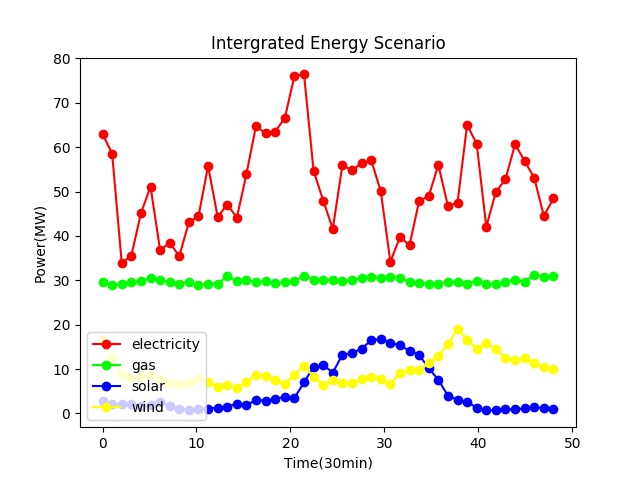 Intergrated Energy Scenario
Power(MW)
80
70
60
50
40
30
20
10
0
electricity
gas
solar
wind
0 10 20 30 40 50
Time(30min)